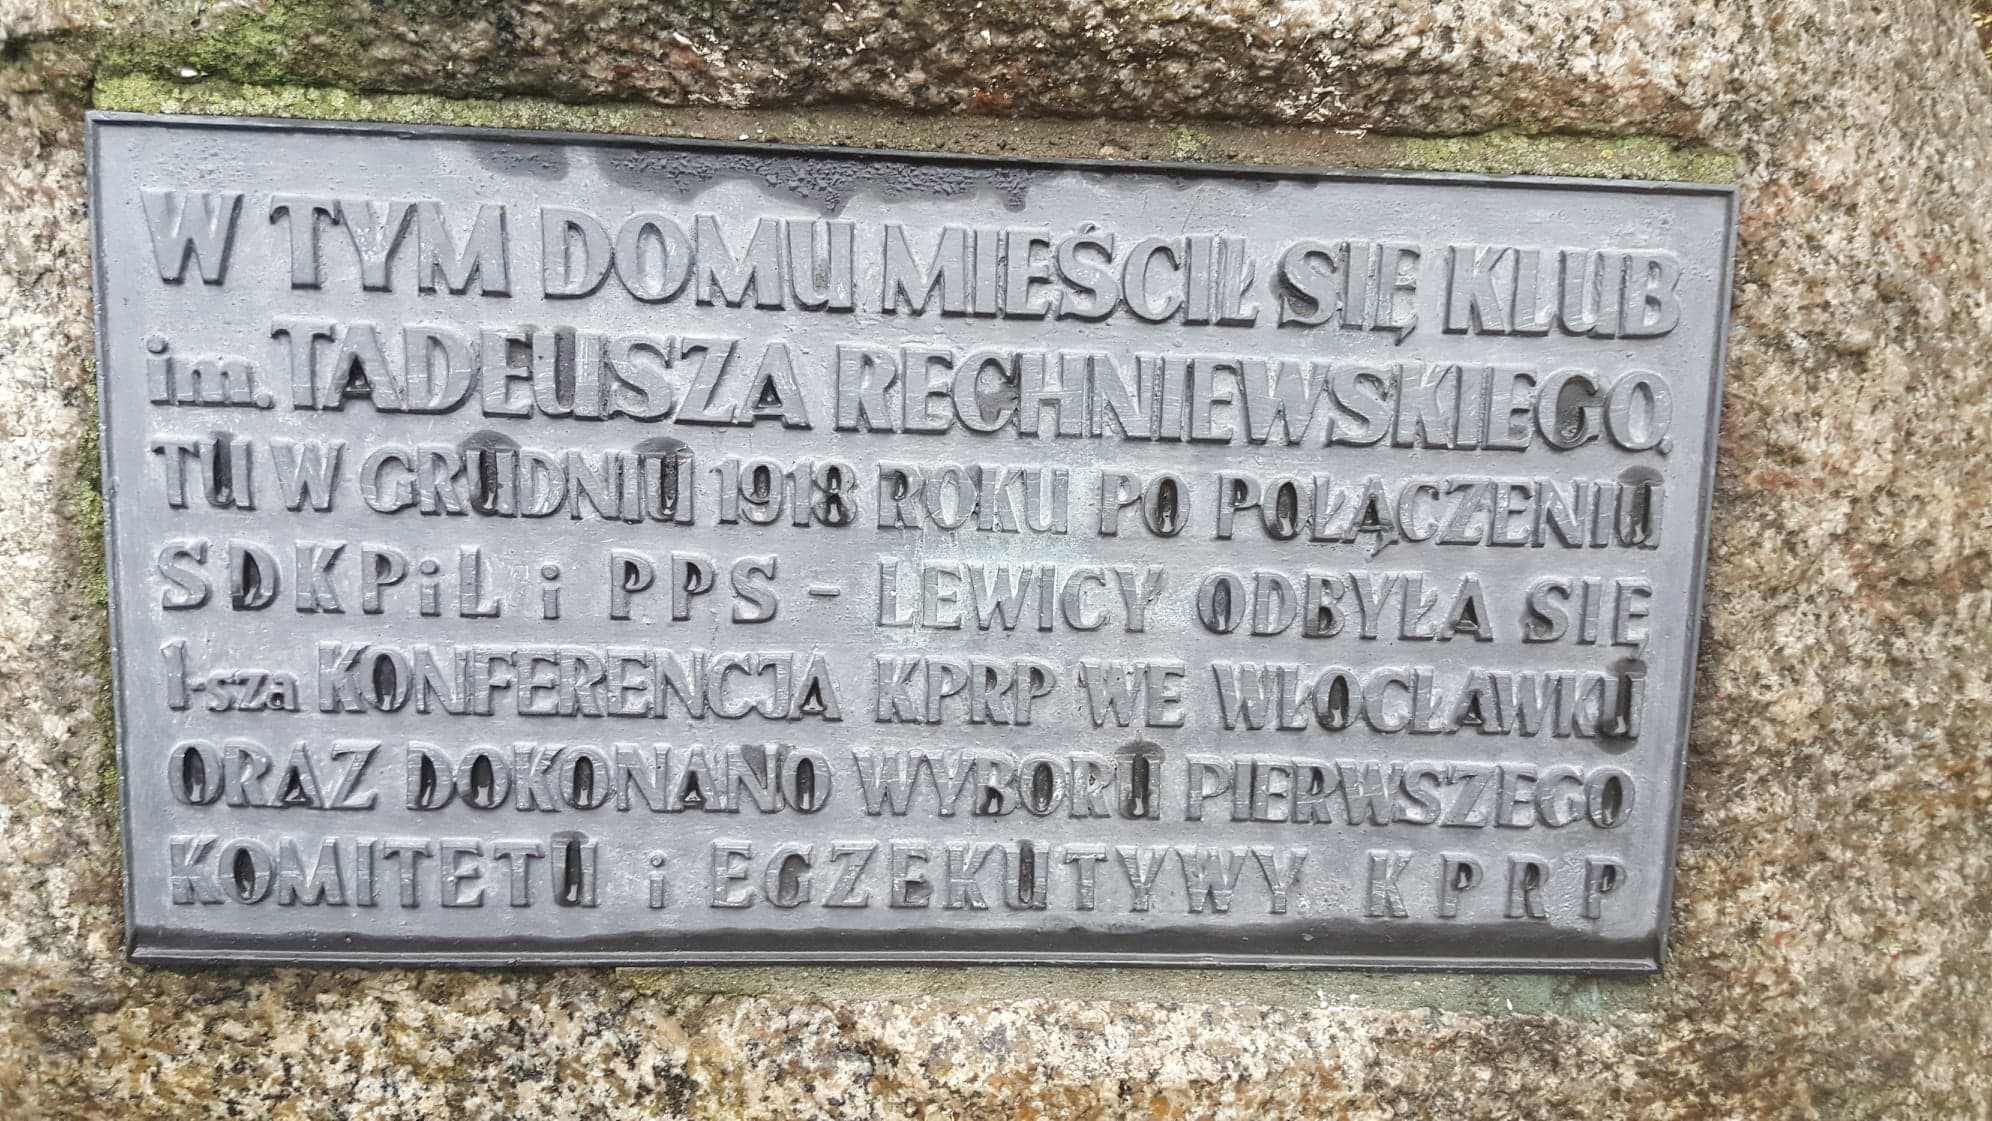 W TYM DOMU MIEŚCIŁ SIĘ KLUB
im. TADEUSZA RECHNIEWSKIEGO.
TU W GRUDNIU 1918 ROKU PO POŁĄCZENIU
SDKPiL i PPS - LEWICY ODBYŁA SIĘ
1-sza KONFERENCJA KPRP WE WŁOCŁAWKU
ORAZ DOKONANO WYBORU PIERWSZEGO
KOMITETU i EGZEKUTYWY KPRP